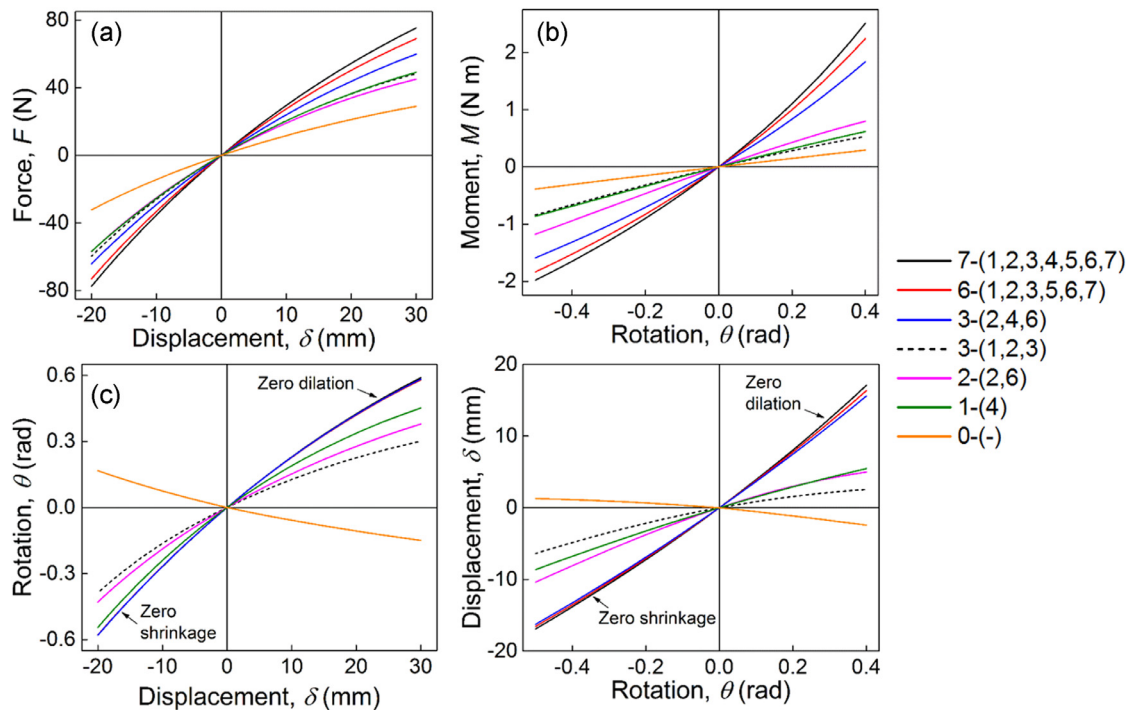 (a)
Force, F (N)
80
40
0
-40
-80
-20
-10
0
10
20
30
Displacement, δ (mm)
(b)
Moment, M (N m)
2
1
0
-1
-2
-0.4
-0.2
0.0
0.2
0.4
Rotation, θ (rad)
7-(1,2,3,4,5,6,7)
6-(1,2,3,5,6,7)
3-(2,4,6)
3-(1,2,3)
2-(2,6)
1-(4)
0-(-)
(c)
Rotation, θ (rad)
0.6
0.3
0.0
-0.3
-0.6
Zero dilation
Zero
shrinkage
-20
-10
0
10
20
30
Displacement, δ (mm)
Displacement, δ (mm)
20
10
0
-10
-20
Zero
dilation
Zero shrinkage
-0.4
-0.2
0.0
0.2
0.4
Rotation, θ (rad)